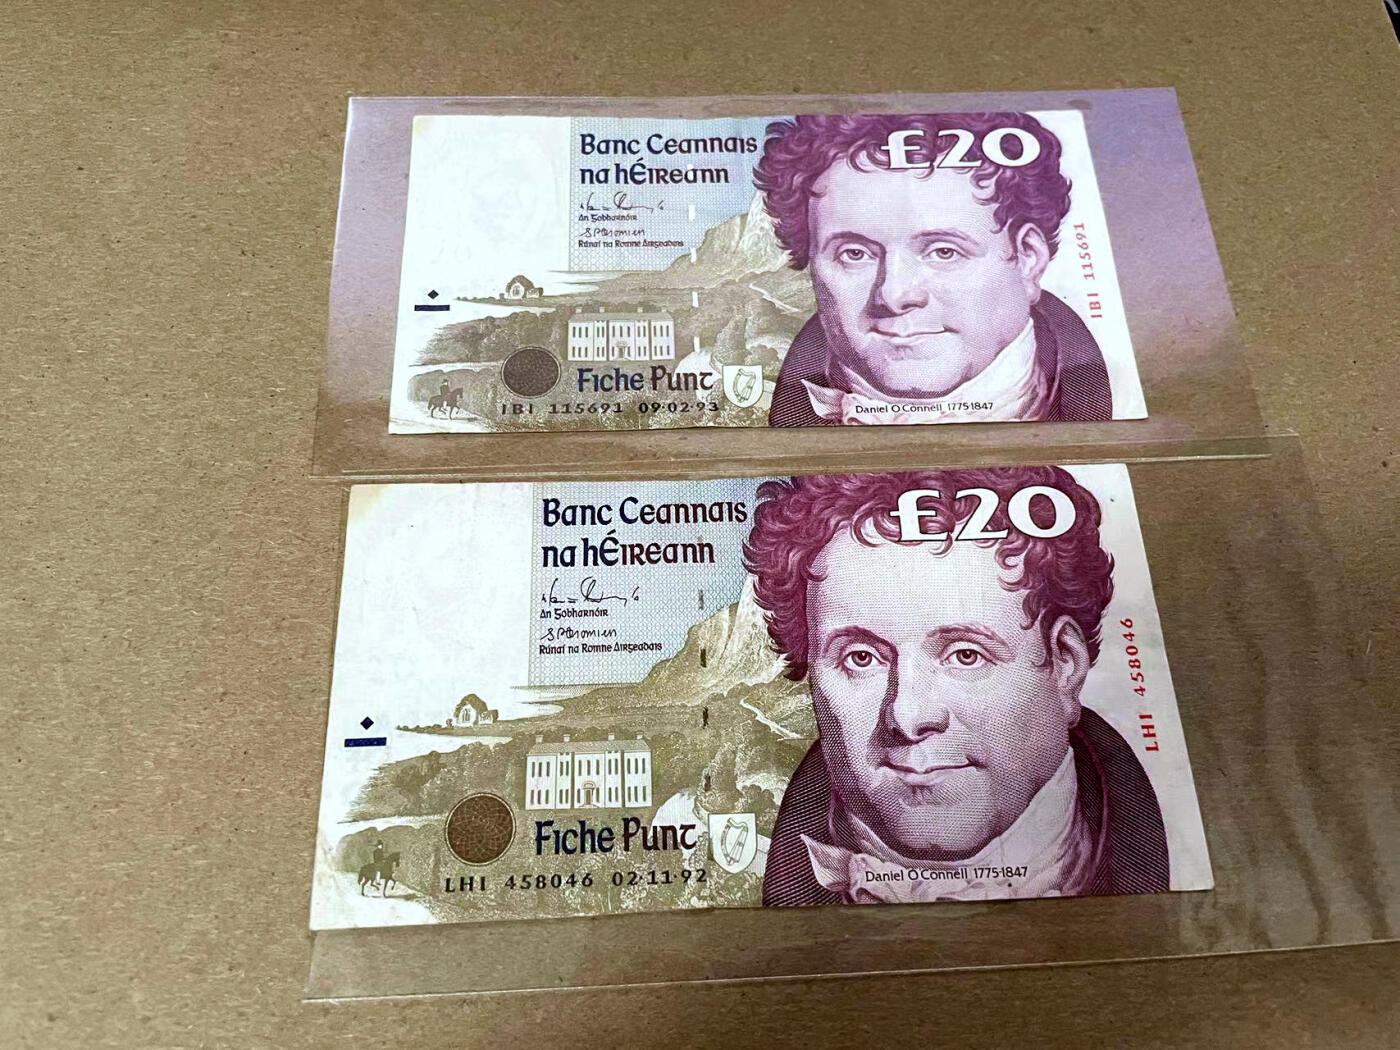 Banc Ceannais
na hÉireann
£20
An Gobharnóir
Rúnaí na Roinne Airgeadais
IBI 115691
Fiche Punt
IBI 115691 09·02·93
Daniel O'Connell 1775-1847
Banc Ceannais
na hÉireann
£20
An Gobharnóir
Rúnaí na Roinne Airgeadais
LHI 458046
Fiche Punt
LHI 458046 02·11·92
Daniel O'Connell 1775-1847